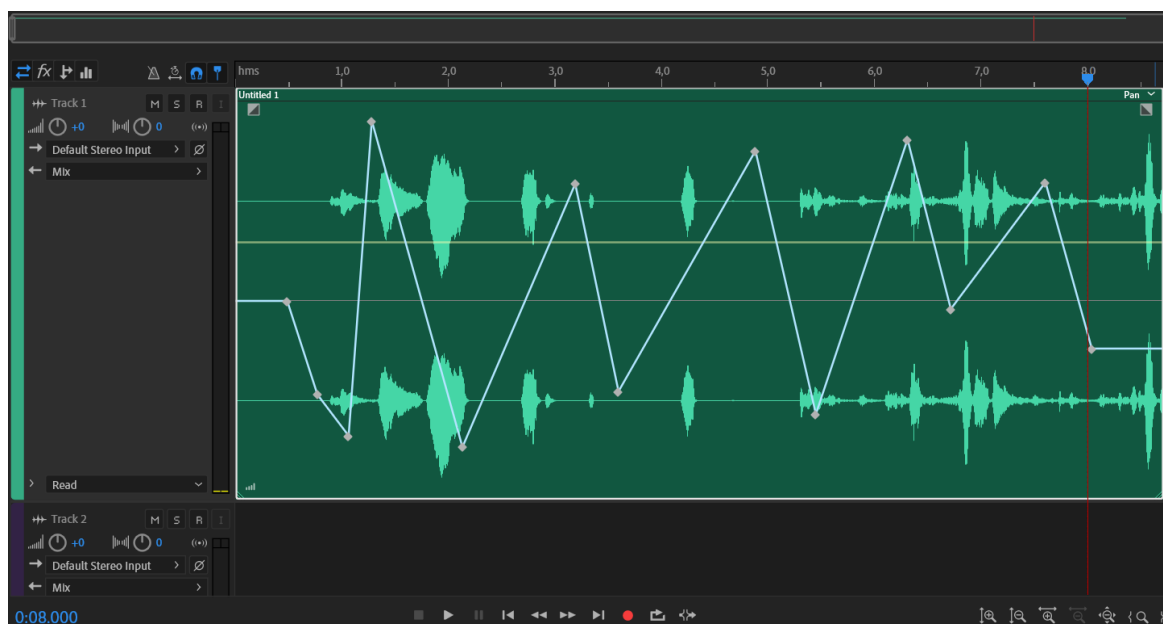 fx
hms 1,0 2,0 3,0 4,0 5,0 6,0 7,0 8,0
Track 1 M S R I
+0 0
Default Stereo Input
Mix
Read
Untitled 1 Pan
Track 2 M S R I
+0 0
Default Stereo Input
Mix
0:08.000